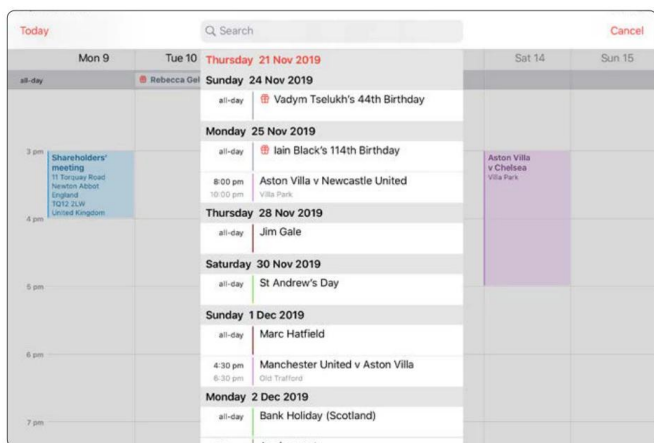 Today
Search
Cancel
Mon 9
Tue 10
Sat 14
Sun 15
all-day
Rebecca Gel
3 pm
4 pm
5 pm
6 pm
7 pm
Shareholders'
meeting
11 Torquay Road
Newton Abbot
England
TQ12 2LW
United Kingdom
Thursday 21 Nov 2019
Sunday 24 Nov 2019
all-day Vadym Tselukh's 44th Birthday
Monday 25 Nov 2019
all-day Iain Black's 114th Birthday
8:00 pm Aston Villa v Newcastle United
10:00 pm Villa Park
Thursday 28 Nov 2019
all-day Jim Gale
Saturday 30 Nov 2019
all-day St Andrew's Day
Sunday 1 Dec 2019
all-day Marc Hatfield
4:30 pm Manchester United v Aston Villa
6:30 pm Old Trafford
Monday 2 Dec 2019
all-day Bank Holiday (Scotland)
Aston Villa
v Chelsea
Villa Park